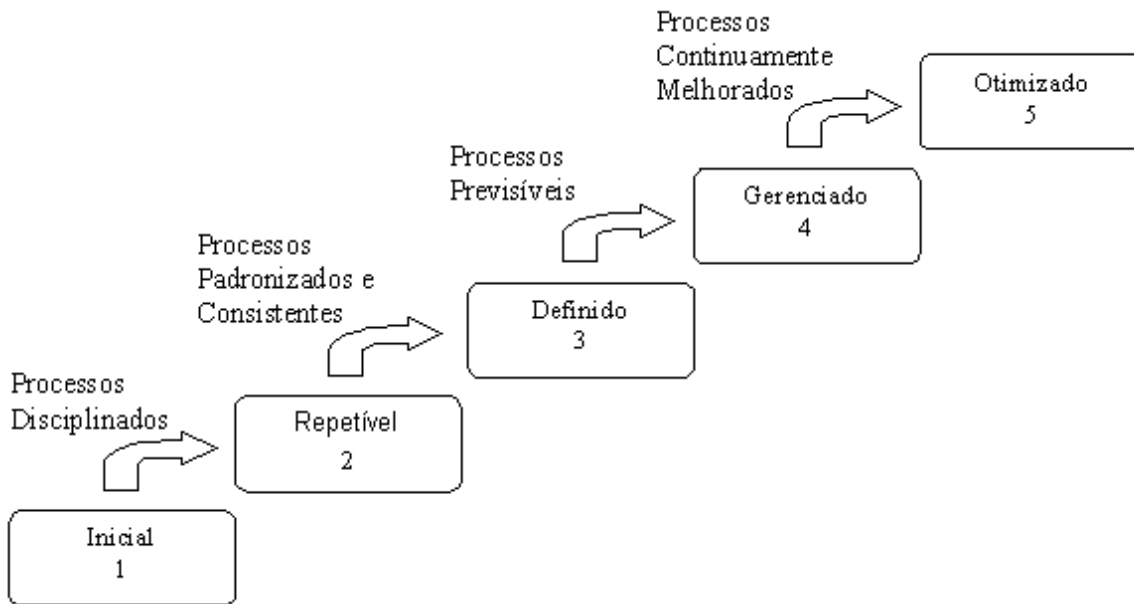 Processos
Continuamente
Melhorados
Otimizado
5
Processos
Previsíveis
Gerenciado
4
Processos
Padronizados e
Consistentes
Definido
3
Processos
Disciplinados
Repetível
2
Inicial
1